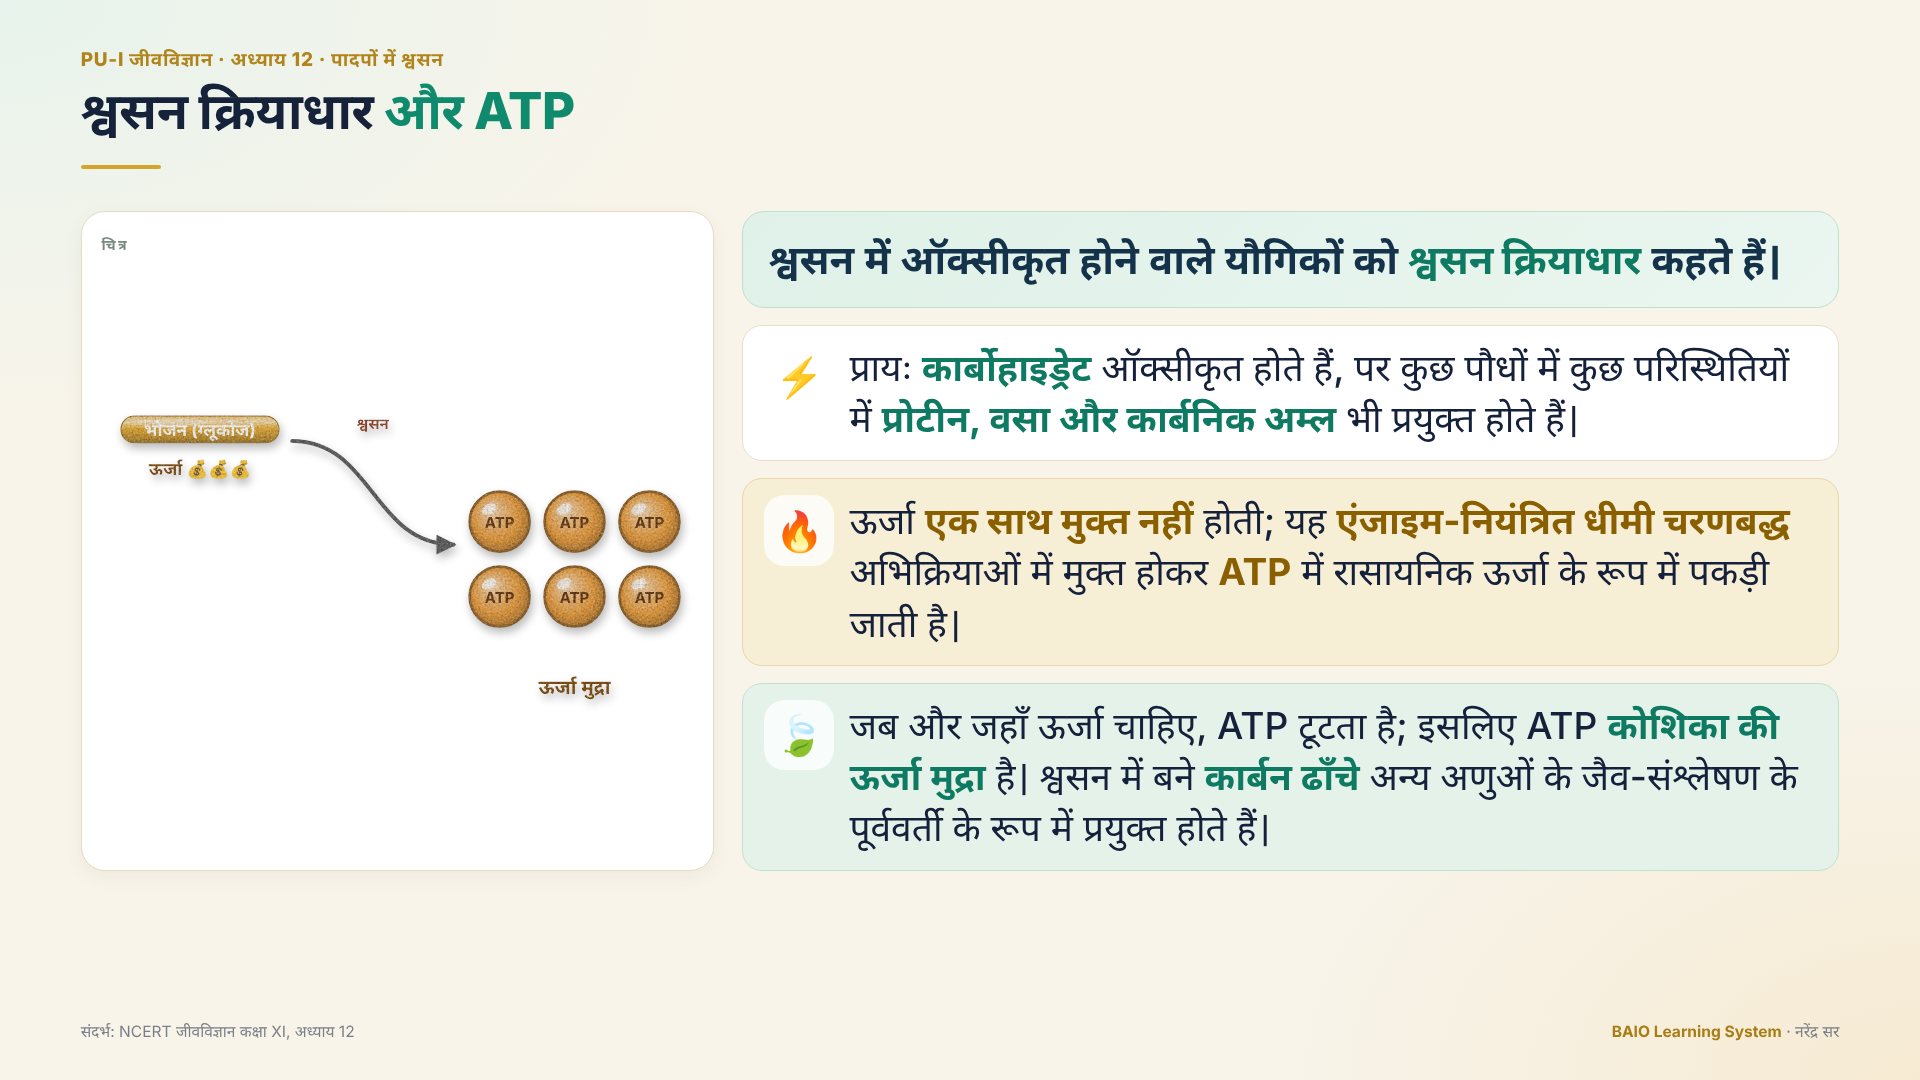 PU-I जीवविज्ञान · अध्याय 12 · पादपों में श्वसन
श्वसन क्रियाधार और ATP
चित्र
भोजन (ग्लूकोज)
ऊर्जा 💰💰💰
श्वसन
ATP ATP ATP
ATP ATP ATP
ऊर्जा मुद्रा
श्वसन में ऑक्सीकृत होने वाले यौगिकों को श्वसन क्रियाधार कहते हैं|
प्रायः कार्बोहाइड्रेट ऑक्सीकृत होते हैं, पर कुछ पौधों में कुछ परिस्थितियों
में प्रोटीन, वसा और कार्बनिक अम्ल भी प्रयुक्त होते हैं|
ऊर्जा एक साथ मुक्त नहीं होती; यह एंजाइम-नियंत्रित धीमी चरणबद्ध
अभिक्रियाओं में मुक्त होकर ATP में रासायनिक ऊर्जा के रूप में पकड़ी
जाती है|
जब और जहाँ ऊर्जा चाहिए, ATP टूटता है; इसलिए ATP कोशिका की
ऊर्जा मुद्रा है| श्वसन में बने कार्बन ढाँचे अन्य अणुओं के जैव-संश्लेषण के
पूर्ववर्ती के रूप में प्रयुक्त होते हैं|
संदर्भ: NCERT जीवविज्ञान कक्षा XI, अध्याय 12
BAIO Learning System · नरेंद्र सर